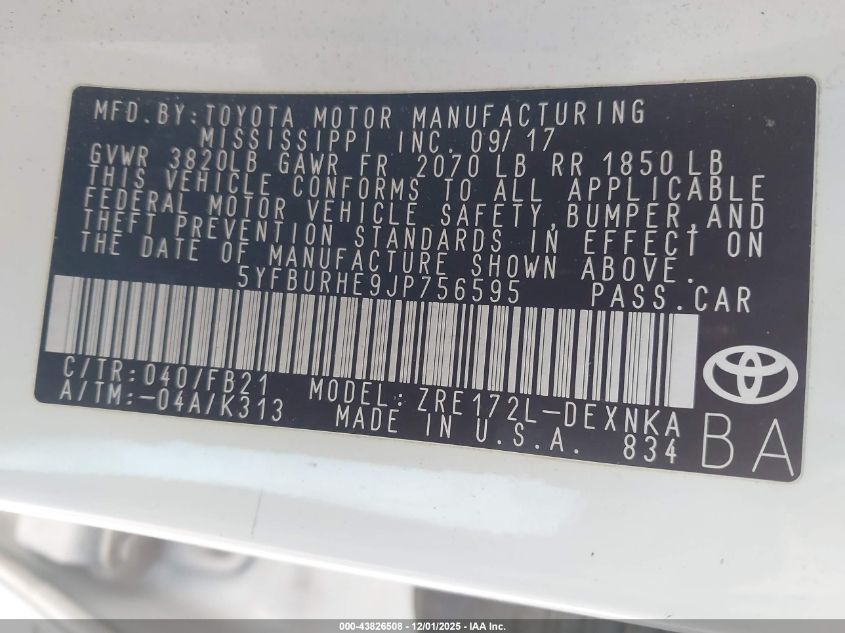 MFD. BY: TOYOTA MOTOR MANUFACTURING
MISSISSIPPI INC. 09/17
GVWR 3820LB GAWR FR 2070 LB RR 1850 LB
THIS VEHICLE CONFORMS TO ALL APPLICABLE
FEDERAL MOTOR VEHICLE SAFETY, BUMPER, AND
THEFT PREVENTION STANDARDS IN EFFECT ON
THE DATE OF MANUFACTURE SHOWN ABOVE.
5YFBURHE9JP756595 PASS. CAR
C/TR: 040/FB21 MODEL: ZRE172L-DEXNKA
A/TM:-04A/K313 MADE IN U.S.A. 834
BA
000-43826508 - 12/01/2025 - IAA Inc.